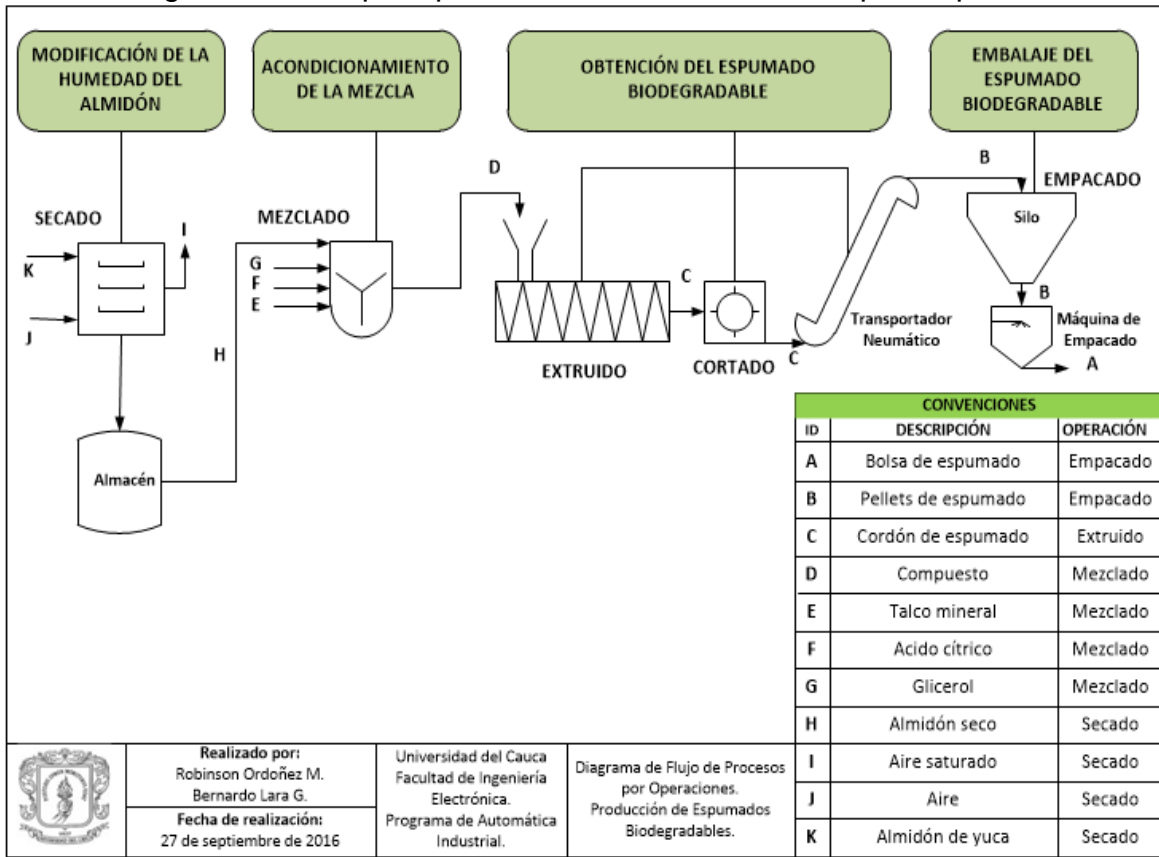 MODIFICACIÓN DE LA
HUMEDAD DEL
ALMIDÓN
ACONDICIONAMIENTO
DE LA MEZCLA
OBTENCIÓN DEL ESPUMADO
BIODEGRADABLE
EMBALAJE DEL
ESPUMADO
BIODEGRADABLE
SECADO
K
J
I
Almacén
H
MEZCLADO
G
F
E
D
EXTRUIDO
C
CORTADO
C
Transportador
Neumático
B
EMPACADO
Silo
B
Máquina de
Empacado
A
CONVENCIONES
ID DESCRIPCIÓN OPERACIÓN
A Bolsa de espumado Empacado
B Pellets de espumado Empacado
C Cordón de espumado Extruido
D Compuesto Mezclado
E Talco mineral Mezclado
F Acido cítrico Mezclado
G Glicerol Mezclado
H Almidón seco Secado
I Aire saturado Secado
J Aire Secado
K Almidón de yuca Secado
Realizado por:
Robinson Ordoñez M.
Bernardo Lara G.
Fecha de realización:
27 de septiembre de 2016
Universidad del Cauca
Facultad de Ingeniería
Electrónica.
Programa de Automática
Industrial.
Diagrama de Flujo de Procesos
por Operaciones.
Producción de Espumados
Biodegradables.